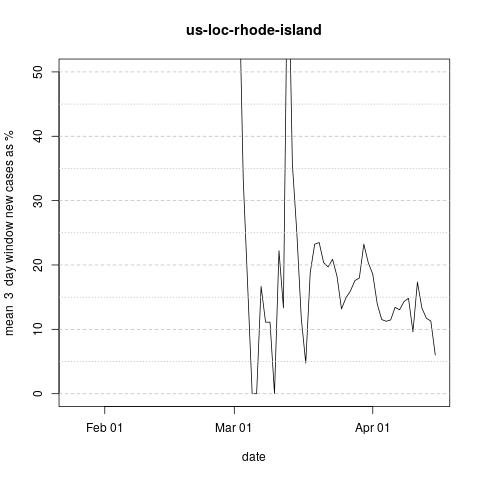 us-loc-rhode-island
mean 3 day window new cases as %
50
40
30
20
10
0
Feb 01
Mar 01
Apr 01
date